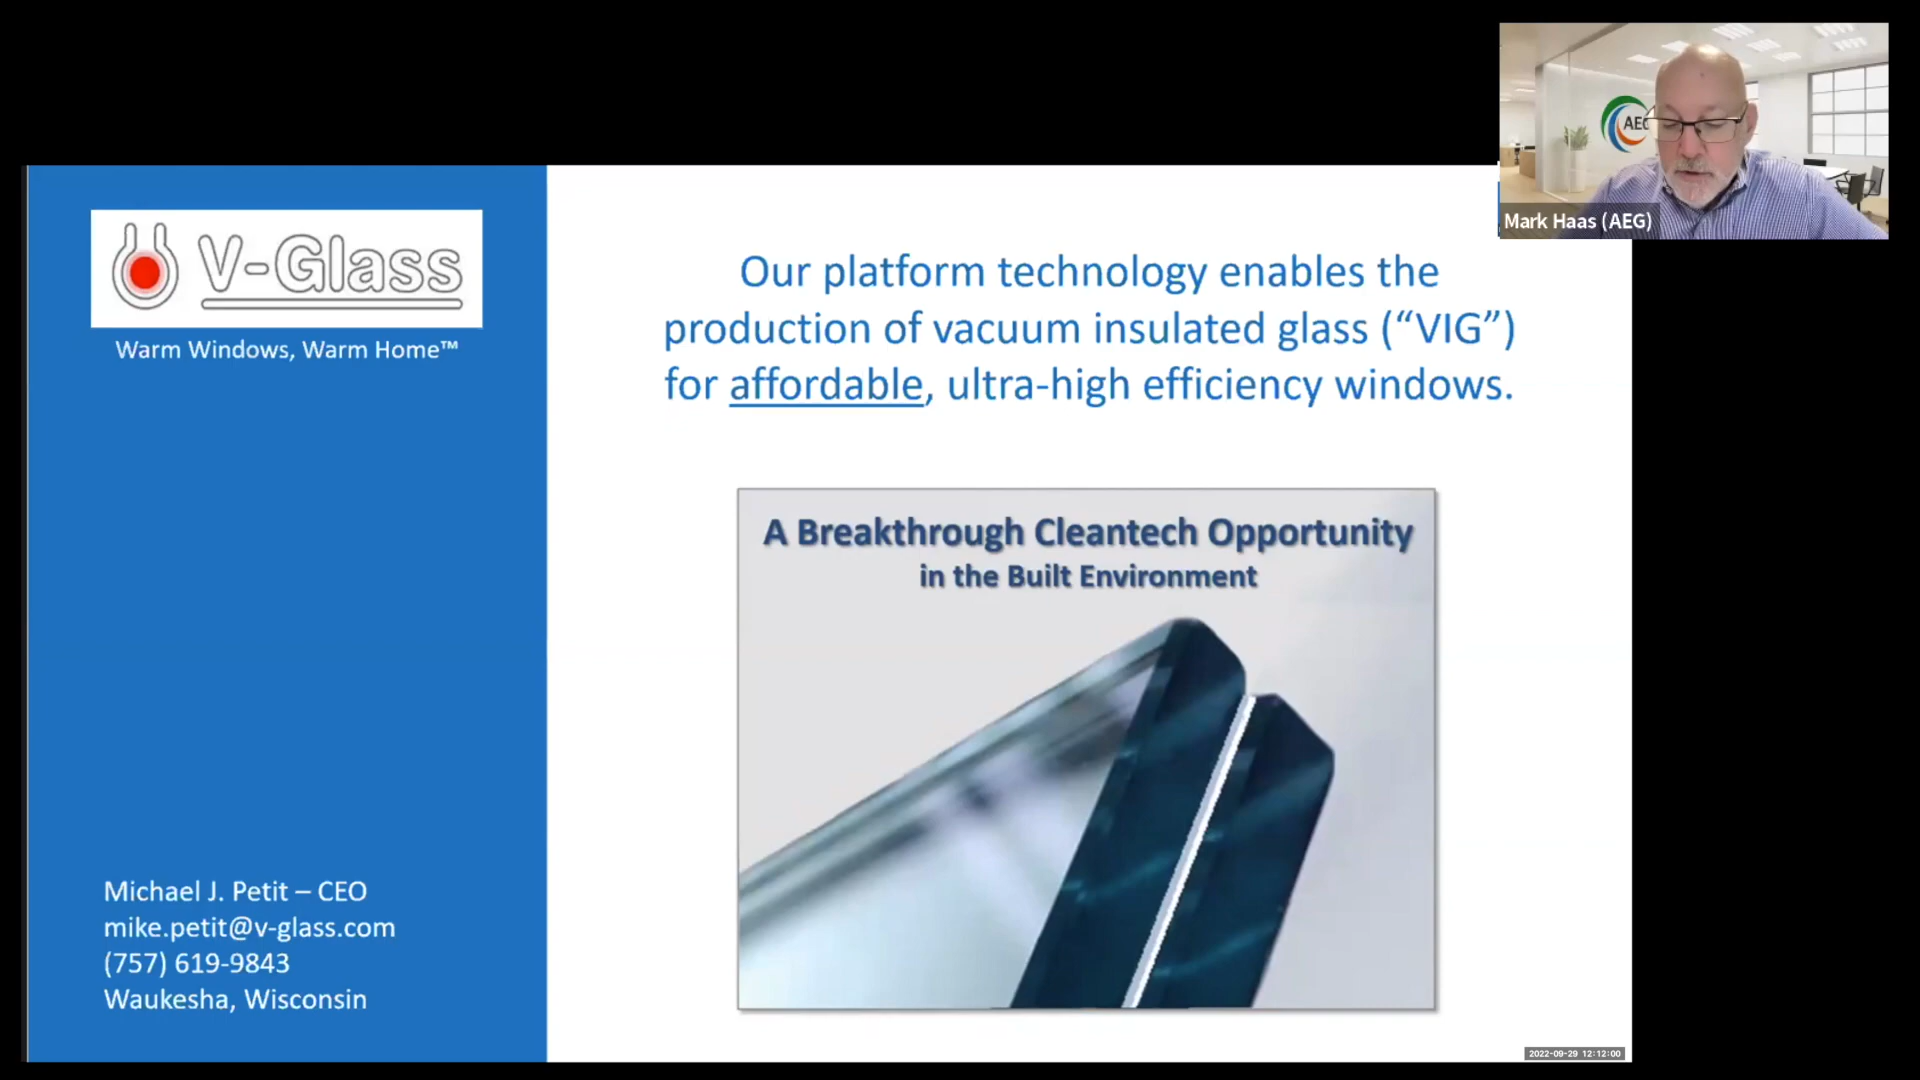 V-Glass
Warm Windows, Warm Home™
Michael J. Petit – CEO
mike.petit@v-glass.com
(757) 619-9843
Waukesha, Wisconsin
Our platform technology enables the
production of vacuum insulated glass (“VIG”)
for affordable, ultra-high efficiency windows.
A Breakthrough Cleantech Opportunity
in the Built Environment
AEG
Mark Haas (AEG)
2022-09-29 12:12:00